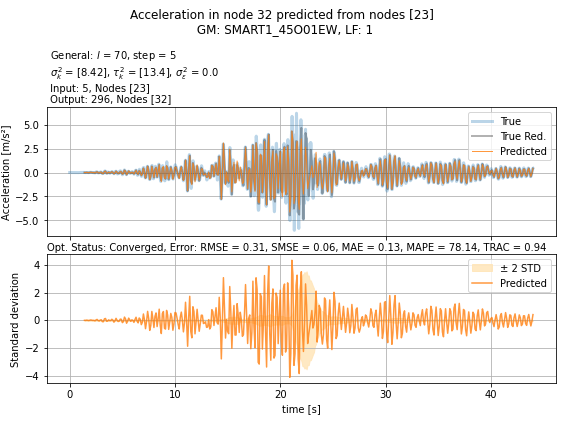 Acceleration in node 32 predicted from nodes [23]
GM: SMART1_45O01EW, LF: 1
General: l = 70, step = 5
σ²ₖ = [8.42], τ²ₖ = [13.4], σ²ε = 0.0
Input: 5, Nodes [23]
Output: 296, Nodes [32]
Acceleration [m/s²]
5.0
2.5
0.0
−2.5
−5.0
True
True Red.
Predicted
Opt. Status: Converged, Error: RMSE = 0.31, SMSE = 0.06, MAE = 0.13, MAPE = 78.14, TRAC = 0.94
Standard deviation
4
2
0
−2
−4
± 2 STD
Predicted
0
10
20
30
40
time [s]